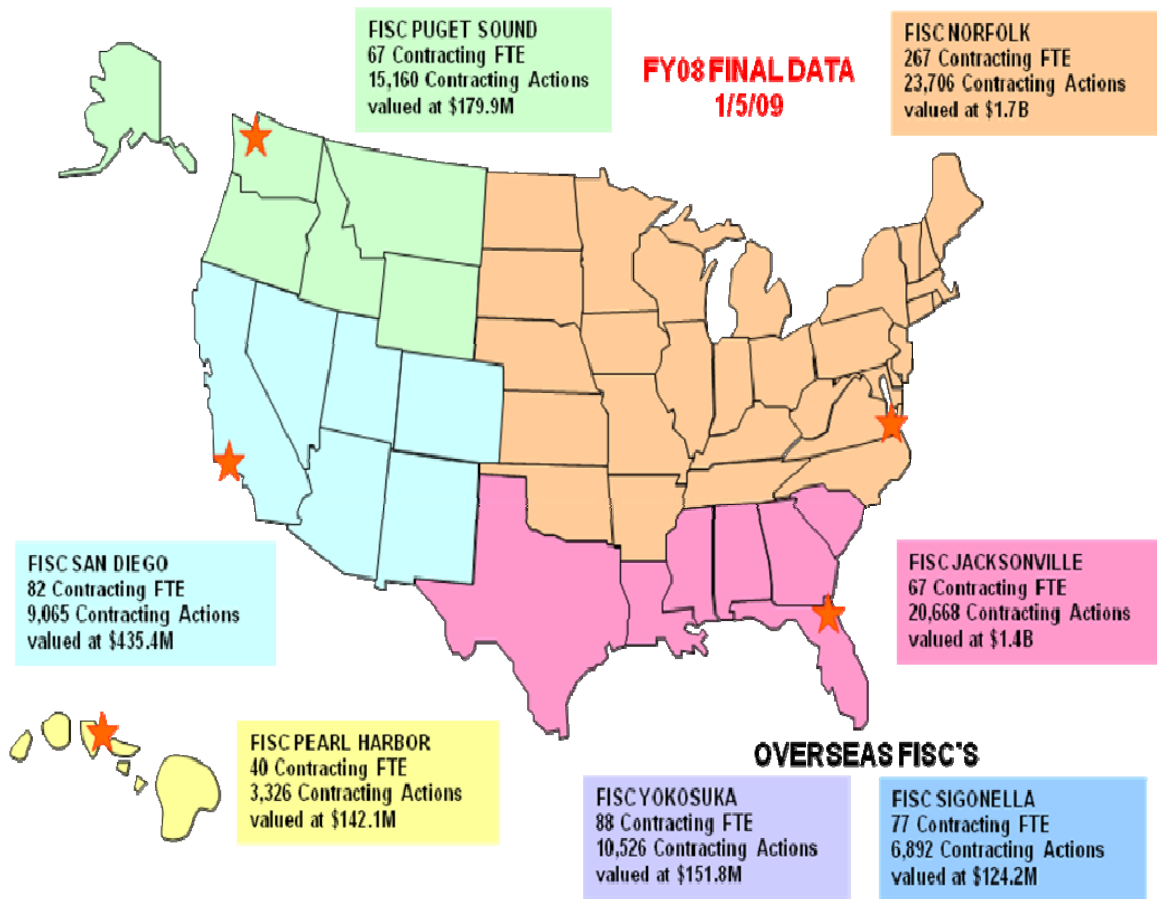 FISC PUGET SOUND
67 Contracting FTE
15,160 Contracting Actions
valued at $179.9M
FY08 FINAL DATA
1/5/09
FISC NORFOLK
267 Contracting FTE
23,706 Contracting Actions
valued at $1.7B
FISC SAN DIEGO
82 Contracting FTE
9,065 Contracting Actions
valued at $435.4M
FISC JACKSONVILLE
67 Contracting FTE
20,668 Contracting Actions
valued at $1.4B
FISC PEARL HARBOR
40 Contracting FTE
3,326 Contracting Actions
valued at $142.1M
OVERSEAS FISC'S
FISC YOKOSUKA
88 Contracting FTE
10,526 Contracting Actions
valued at $151.8M
FISC SIGONELLA
77 Contracting FTE
6,892 Contracting Actions
valued at $124.2M